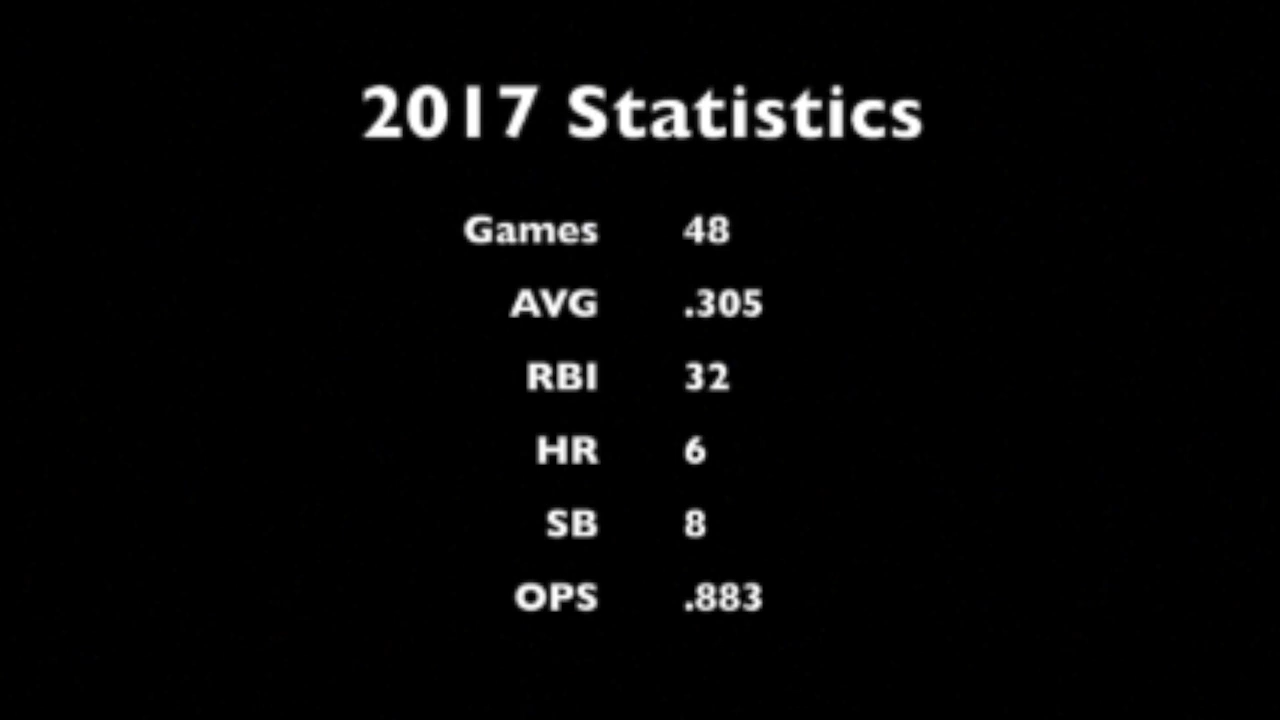 2017 Statistics
Games 48
AVG .305
RBI 32
HR 6
SB 8
OPS .883